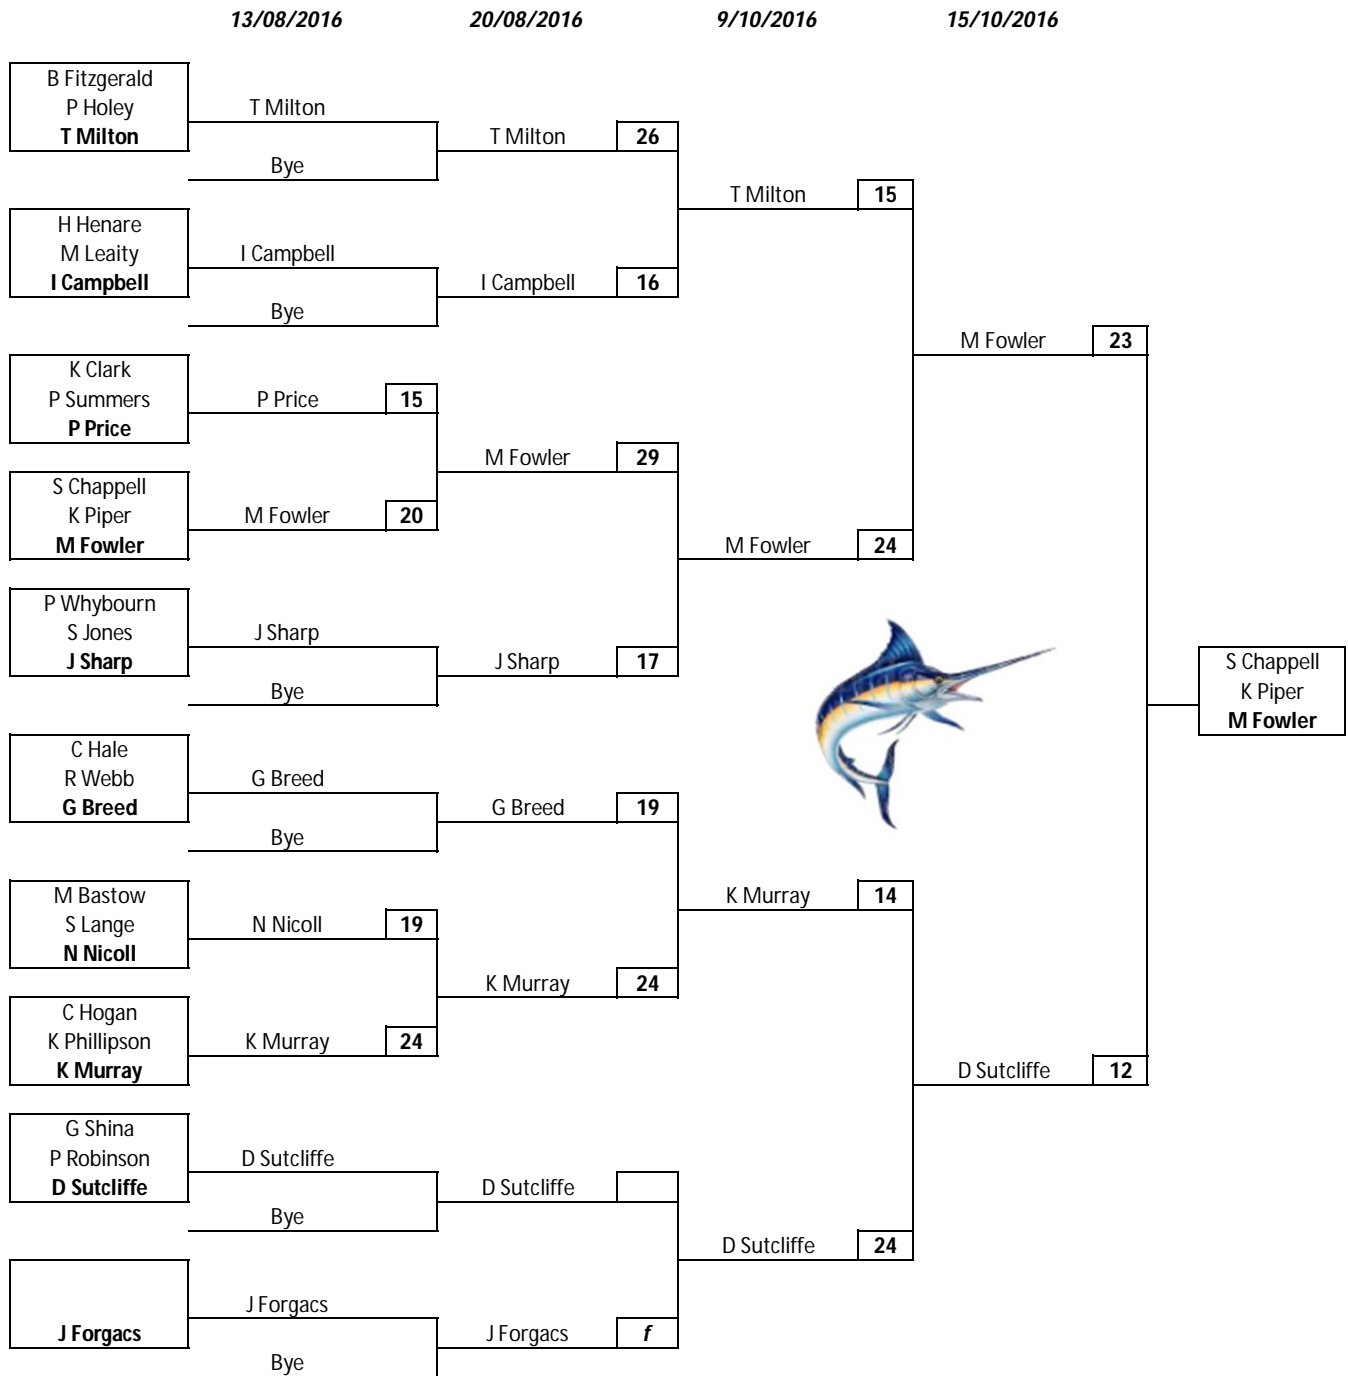 13/08/2016 20/08/2016 9/10/2016 15/10/2016
B Fitzgerald
P Holey T Milton
T Milton T Milton 26
Bye
T Milton 15
H Henare
M Leaity I Campbell
I Campbell I Campbell 16
Bye
M Fowler 23
K Clark
P Summers P Price 15
P Price
M Fowler 29
S Chappell
K Piper M Fowler 20
M Fowler M Fowler 24
P Whybourn
S Jones J Sharp
J Sharp J Sharp 17 S Chappell
Bye K Piper
M Fowler
C Hale
R Webb G Breed
G Breed G Breed 19
Bye
M Bastow K Murray 14
S Lange N Nicoll 19
N Nicoll
K Murray 24
C Hogan
K Phillipson K Murray 24
K Murray D Sutcliffe 12
G Shina
P Robinson D Sutcliffe
D Sutcliffe D Sutcliffe
Bye
D Sutcliffe 24
J Forgacs
J Forgacs J Forgacs f
Bye